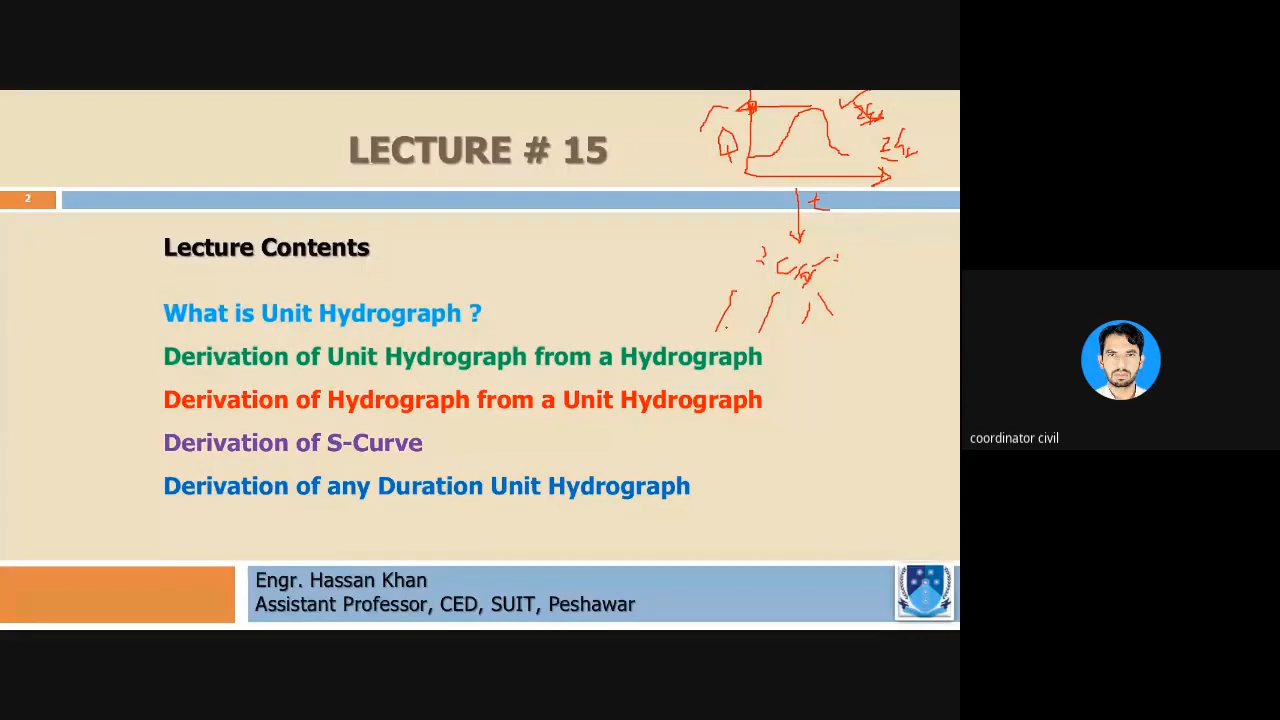 LECTURE # 15
Q
t
2
Lecture Contents
What is Unit Hydrograph ?
Derivation of Unit Hydrograph from a Hydrograph
Derivation of Hydrograph from a Unit Hydrograph
Derivation of S-Curve
Derivation of any Duration Unit Hydrograph
Engr. Hassan Khan
Assistant Professor, CED, SUIT, Peshawar
coordinator civil